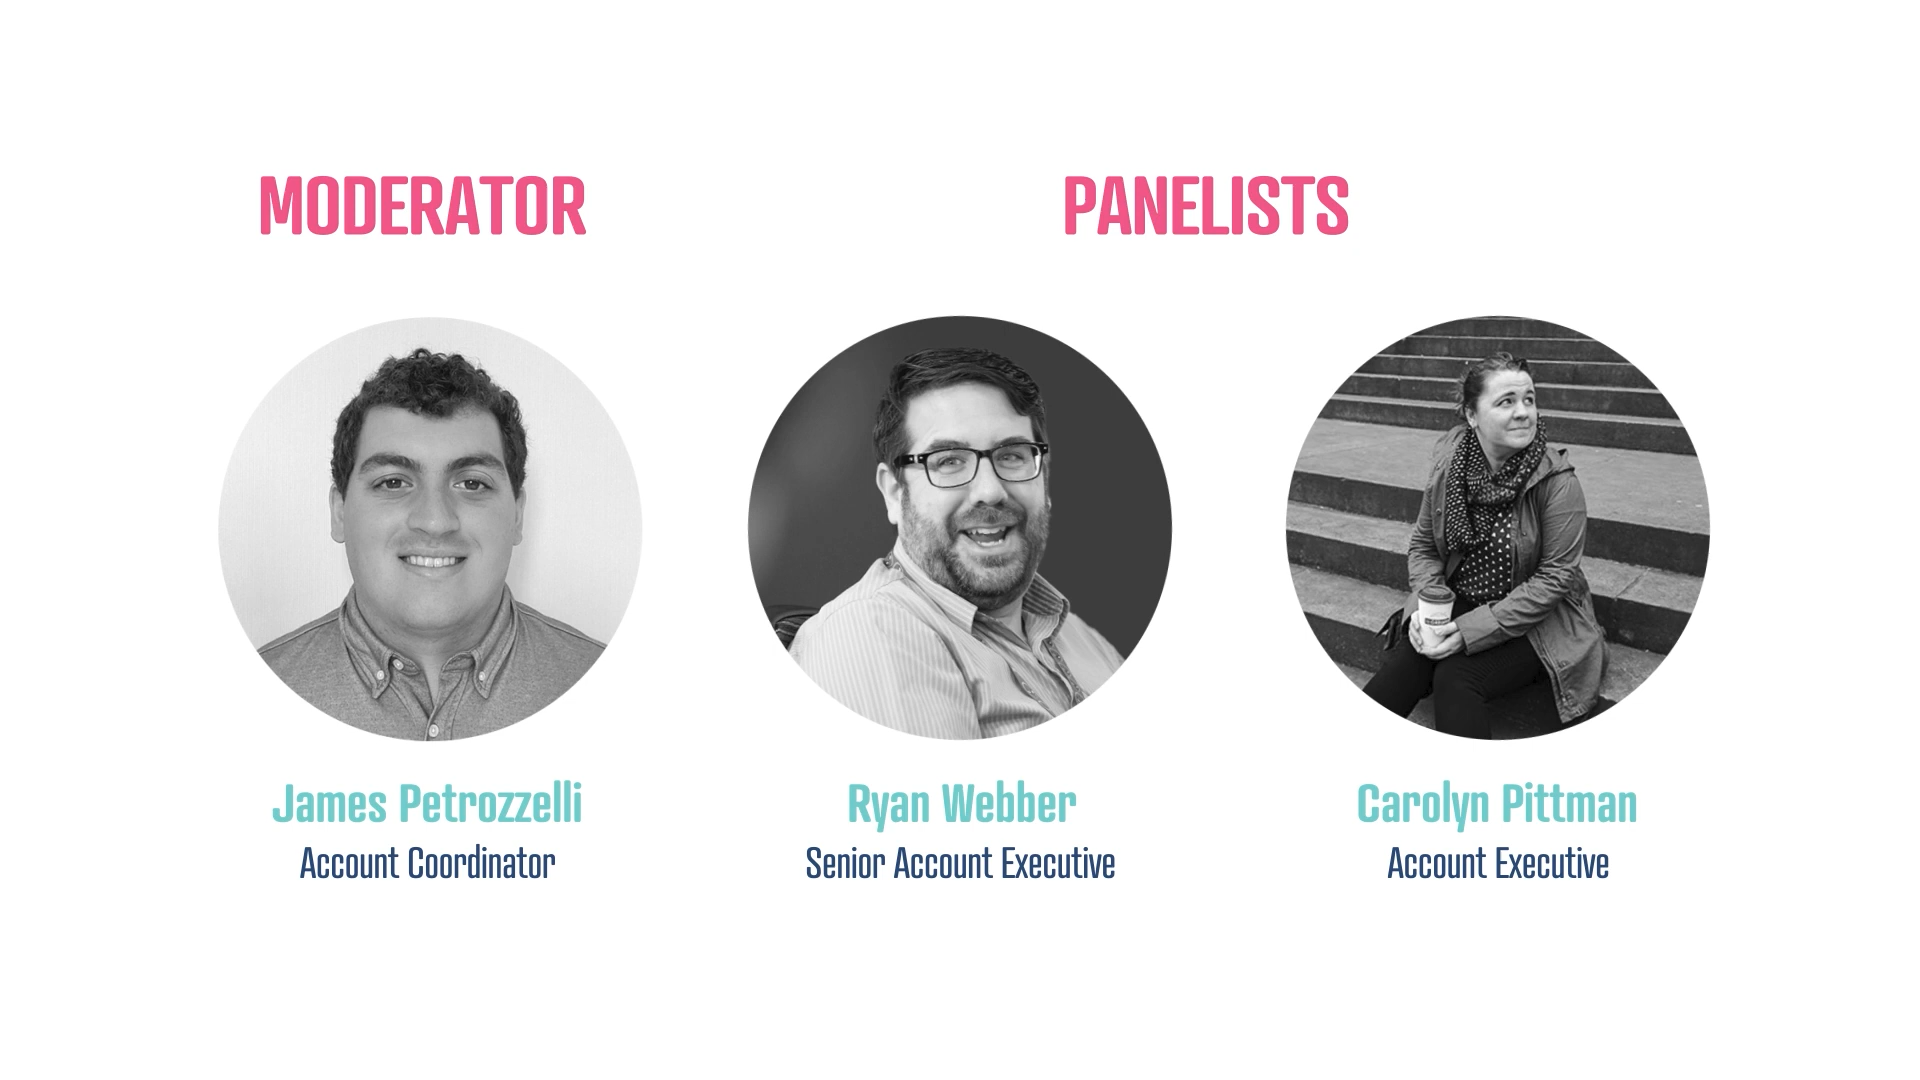 MODERATOR
PANELISTS
James Petrozzelli
Account Coordinator
Ryan Webber
Senior Account Executive
Carolyn Pittman
Account Executive